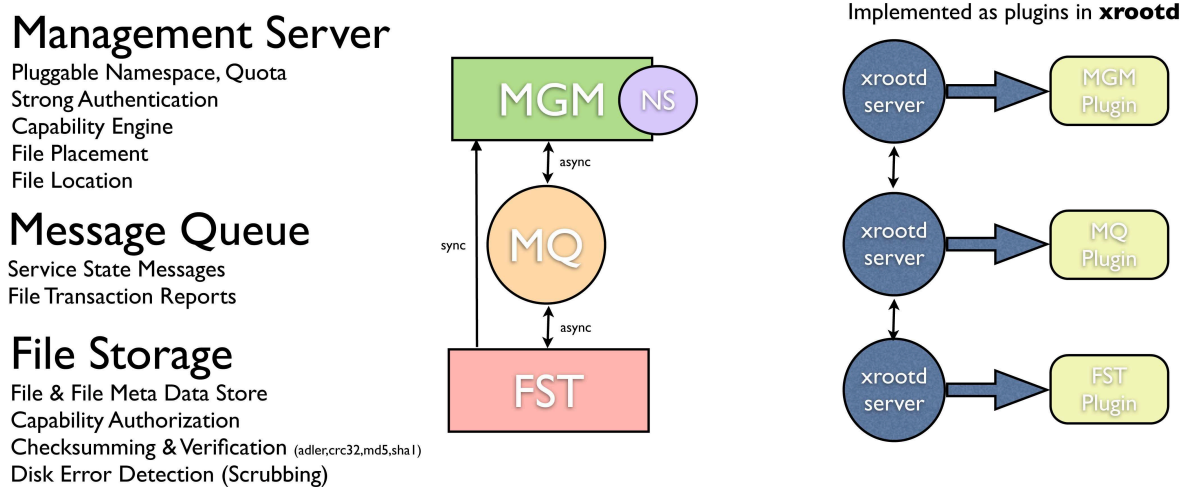 Management Server
Pluggable Namespace, Quota
Strong Authentication
Capability Engine
File Placement
File Location
Message Queue
Service State Messages
File Transaction Reports
File Storage
File & File Meta Data Store
Capability Authorization
Checksumming & Verification (adler,crc32,md5,sha1)
Disk Error Detection (Scrubbing)
MGM
NS
async
sync
MQ
async
FST
Implemented as plugins in xrootd
xrootd
server
MGM
Plugin
xrootd
server
MQ
Plugin
xrootd
server
FST
Plugin